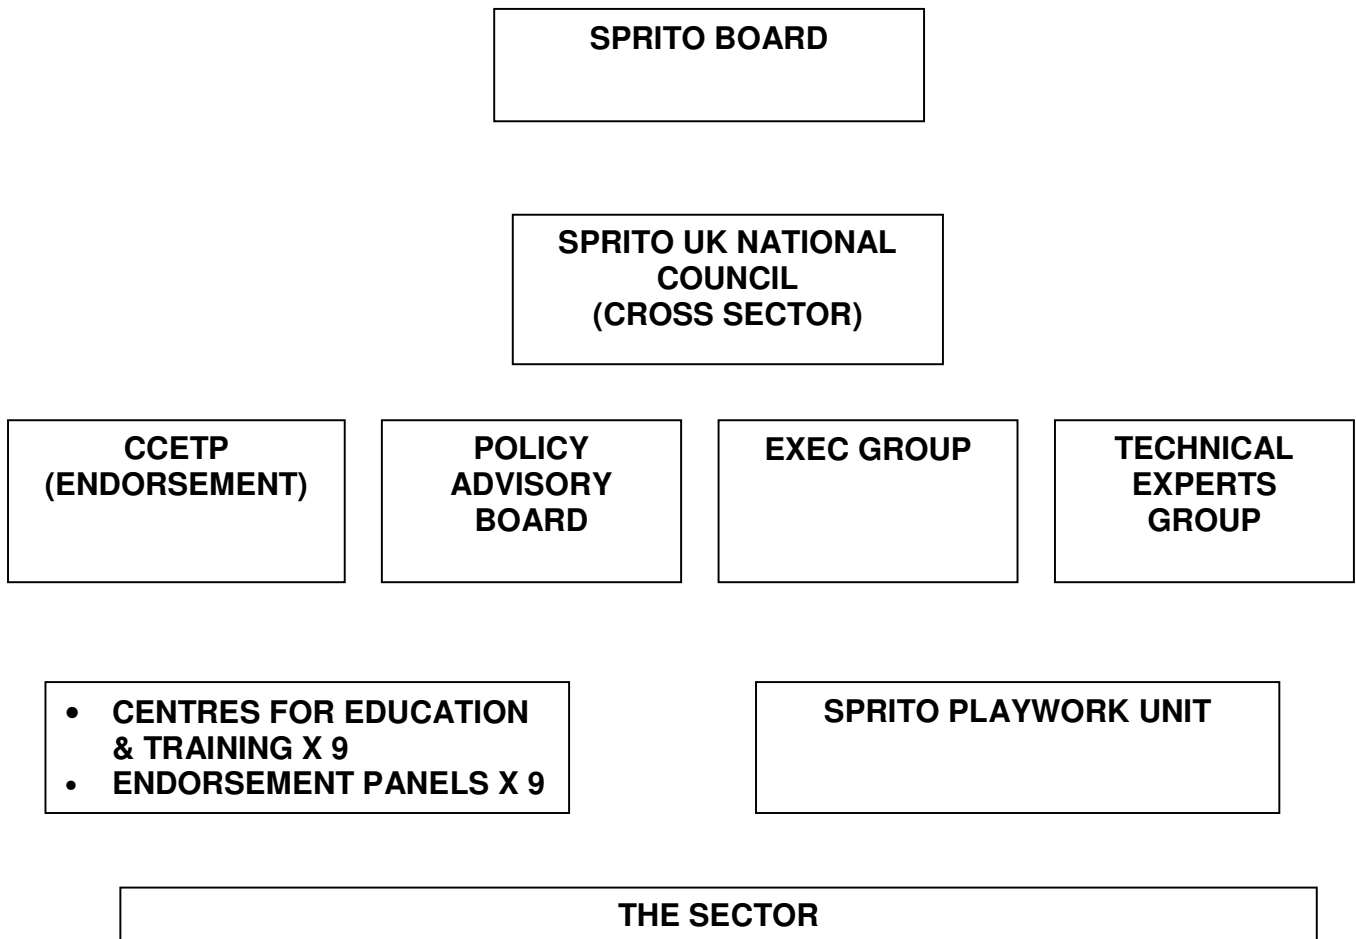 SPRITO BOARD
SPRITO UK NATIONAL
COUNCIL
(CROSS SECTOR)
CCETP
(ENDORSEMENT)
POLICY
ADVISORY
BOARD
EXEC GROUP
TECHNICAL
EXPERTS
GROUP
• CENTRES FOR EDUCATION
& TRAINING X 9
• ENDORSEMENT PANELS X 9
SPRITO PLAYWORK UNIT
THE SECTOR